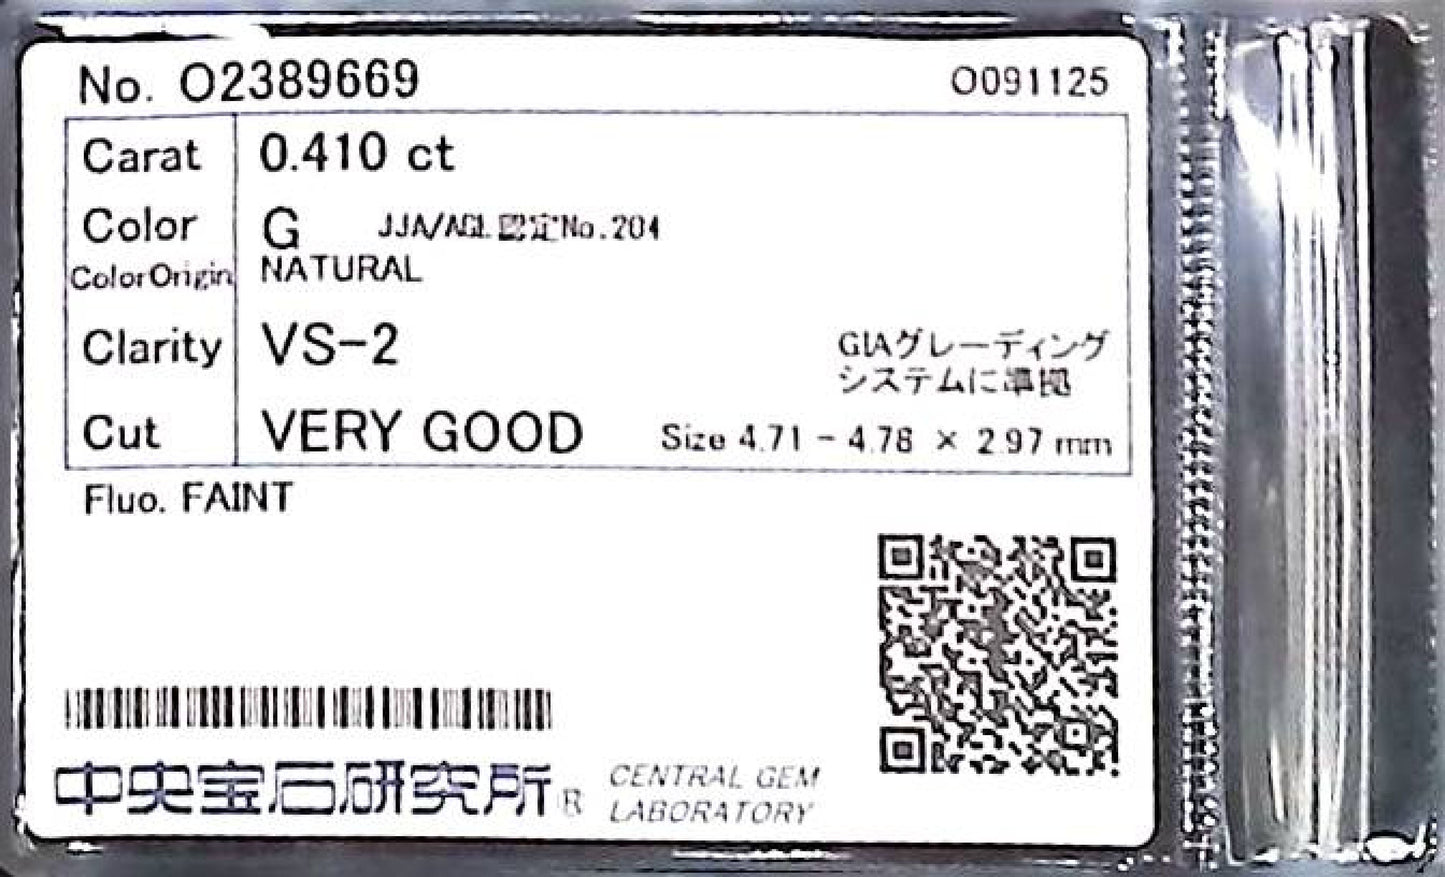 No. O2389669 O091125
Carat 0.410 ct
Color G JJA/AGL認定No.204
ColorOrigin NATURAL
Clarity VS-2 GIAグレーディング
システムに準拠
Cut VERY GOOD Size 4.71 - 4.78 × 2.97 mm
Fluo. FAINT
中央宝石研究所® CENTRAL GEM
LABORATORY